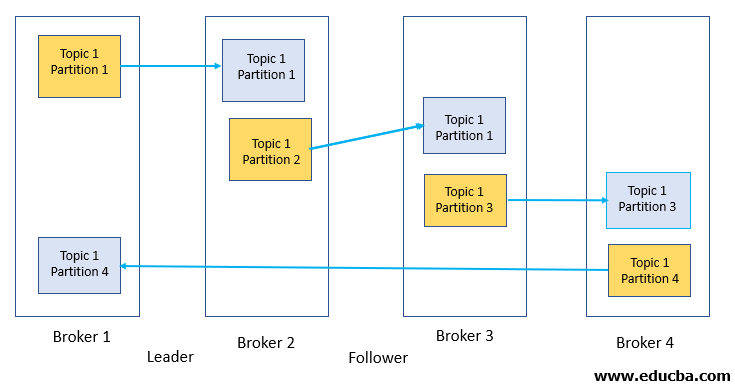 Topic 1
Partition 1
Topic 1
Partition 4
Broker 1
Topic 1
Partition 1
Topic 1
Partition 2
Broker 2
Topic 1
Partition 1
Topic 1
Partition 3
Broker 3
Topic 1
Partition 3
Topic 1
Partition 4
Broker 4
Leader
Follower
www.educba.com